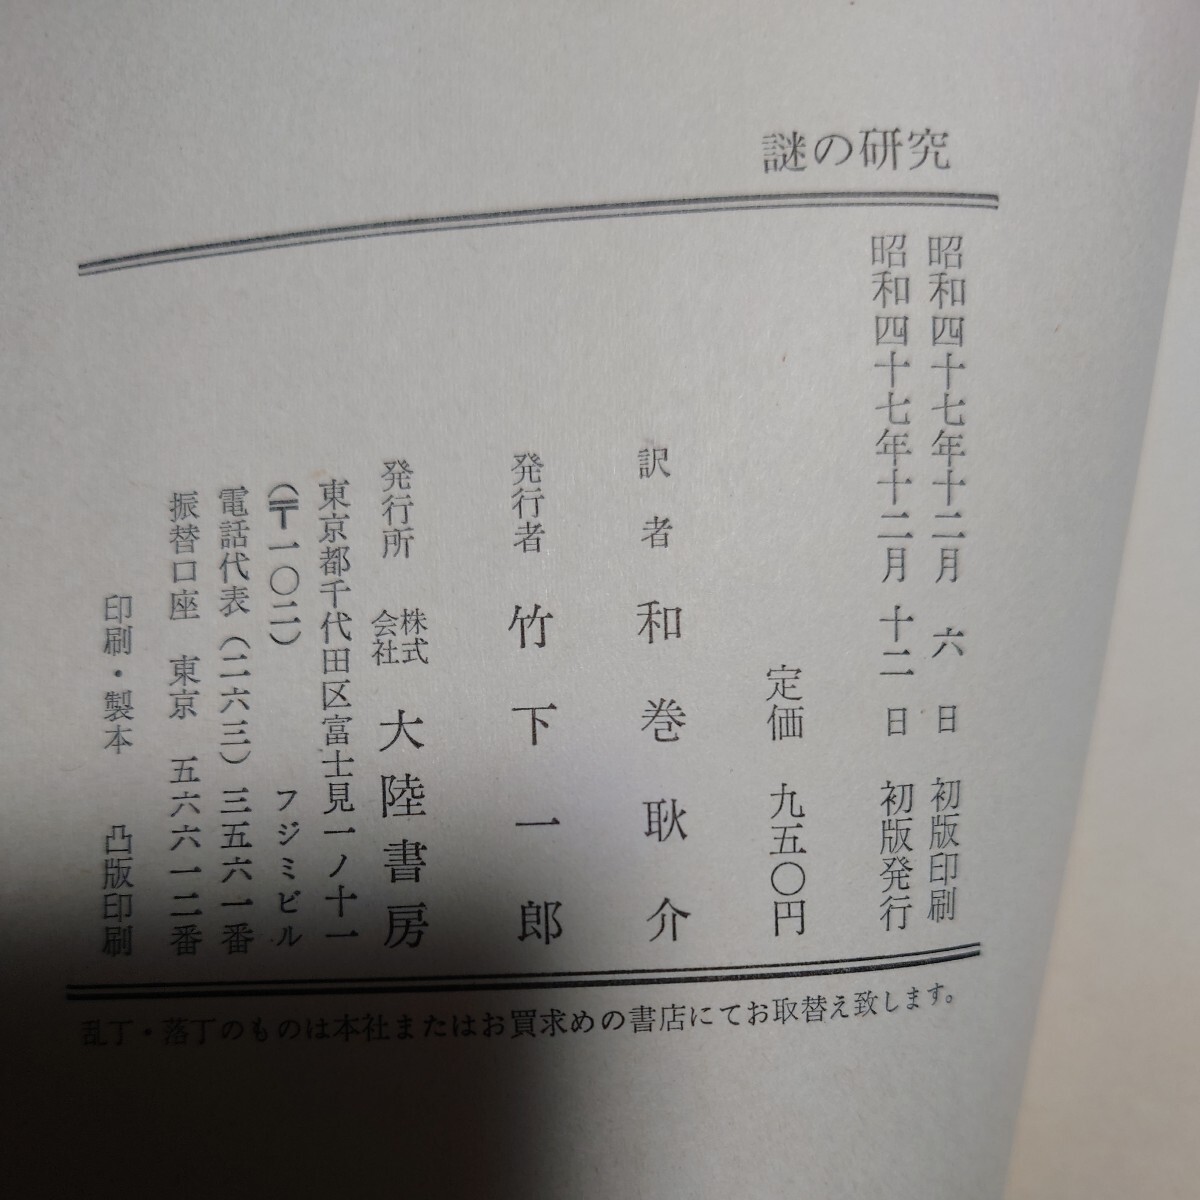 謎の研究
昭和四十七年十二月　六　日　初版印刷
昭和四十七年十二月　十二　日　初版発行
定価　九五〇円
訳者　和巻耿介
発行者　竹下一郎
発行所　株式会社　大陸書房
東京都千代田区富士見一ノ十一
（〒一〇二）　フジミビル
電話代表（二六三）三五六一番
振替口座　東京　五六六一二番
印刷・製本　凸版印刷
乱丁・落丁のものは本社またはお買求めの書店にてお取替え致します。